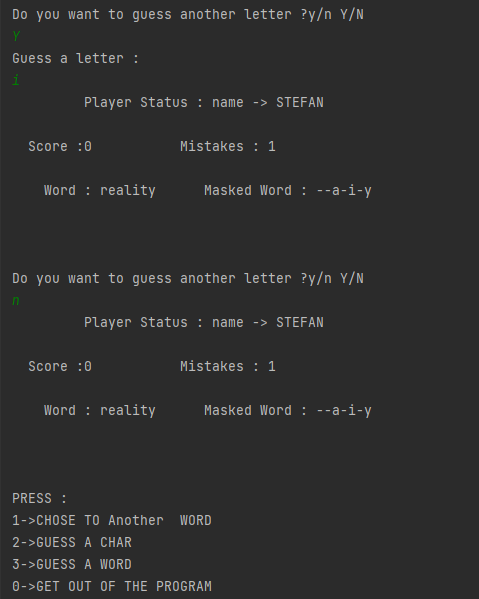 Do you want to guess another letter ?y/n Y/N
Y
Guess a letter :
i
Player Status : name -> STEFAN
Score :0 Mistakes : 1
Word : reality Masked Word : --a-i-y
Do you want to guess another letter ?y/n Y/N
n
Player Status : name -> STEFAN
Score :0 Mistakes : 1
Word : reality Masked Word : --a-i-y
PRESS :
1->CHOSE TO Another  WORD
2->GUESS A CHAR
3->GUESS A WORD
0->GET OUT OF THE PROGRAM